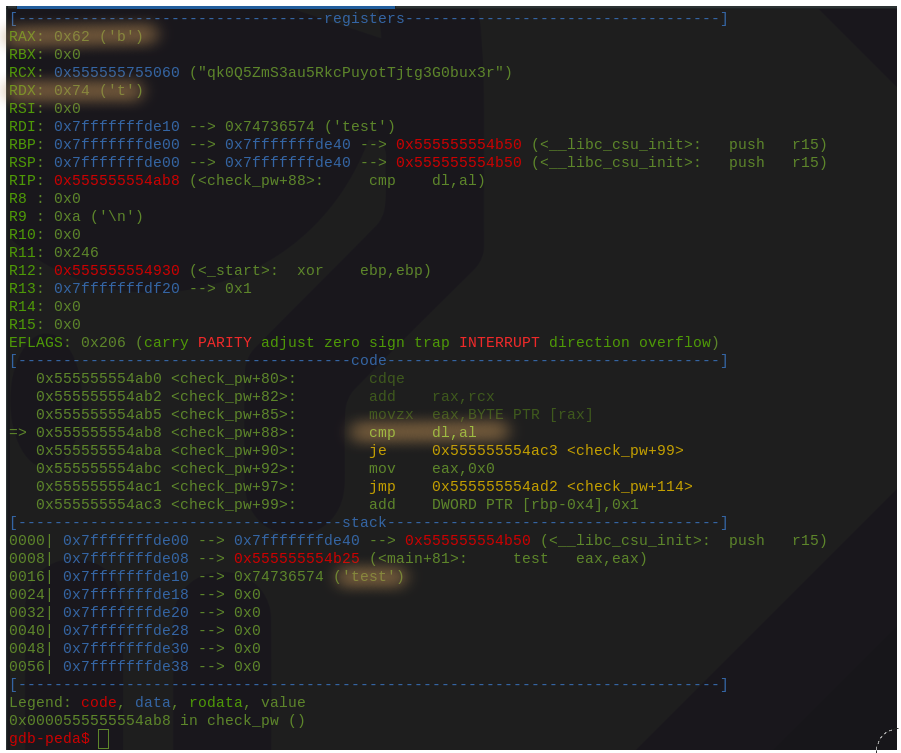 [----------------------------------registers-----------------------------------]
RAX: 0x62 ('b')
RBX: 0x0
RCX: 0x555555755060 ("qk0Q5ZmS3au5RkcPuyotTjtg3G0bux3r")
RDX: 0x74 ('t')
RSI: 0x0
RDI: 0x7fffffffde10 --> 0x74736574 ('test')
RBP: 0x7fffffffde00 --> 0x7fffffffde40 --> 0x555555554b50 (<__libc_csu_init>:   push   r15)
RSP: 0x7fffffffde00 --> 0x7fffffffde40 --> 0x555555554b50 (<__libc_csu_init>:   push   r15)
RIP: 0x555555554ab8 (<check_pw+88>:     cmp    dl,al)
R8 : 0x0
R9 : 0xa ('\n')
R10: 0x0
R11: 0x246
R12: 0x555555554930 (<_start>:  xor    ebp,ebp)
R13: 0x7fffffffdf20 --> 0x1
R14: 0x0
R15: 0x0
EFLAGS: 0x206 (carry PARITY adjust zero sign trap INTERRUPT direction overflow)
[-------------------------------------code-------------------------------------]
   0x555555554ab0 <check_pw+80>:        cdqe
   0x555555554ab2 <check_pw+82>:        add    rax,rcx
   0x555555554ab5 <check_pw+85>:        movzx  eax,BYTE PTR [rax]
=> 0x555555554ab8 <check_pw+88>:        cmp    dl,al
   0x555555554aba <check_pw+90>:        je     0x555555554ac3 <check_pw+99>
   0x555555554abc <check_pw+92>:        mov    eax,0x0
   0x555555554ac1 <check_pw+97>:        jmp    0x555555554ad2 <check_pw+114>
   0x555555554ac3 <check_pw+99>:        add    DWORD PTR [rbp-0x4],0x1
[------------------------------------stack-------------------------------------]
0000| 0x7fffffffde00 --> 0x7fffffffde40 --> 0x555555554b50 (<__libc_csu_init>:  push   r15)
0008| 0x7fffffffde08 --> 0x555555554b25 (<main+81>:     test   eax,eax)
0016| 0x7fffffffde10 --> 0x74736574 ('test')
0024| 0x7fffffffde18 --> 0x0
0032| 0x7fffffffde20 --> 0x0
0040| 0x7fffffffde28 --> 0x0
0048| 0x7fffffffde30 --> 0x0
0056| 0x7fffffffde38 --> 0x0
[------------------------------------------------------------------------------]
Legend: code, data, rodata, value
0x0000555555554ab8 in check_pw ()
gdb-peda$